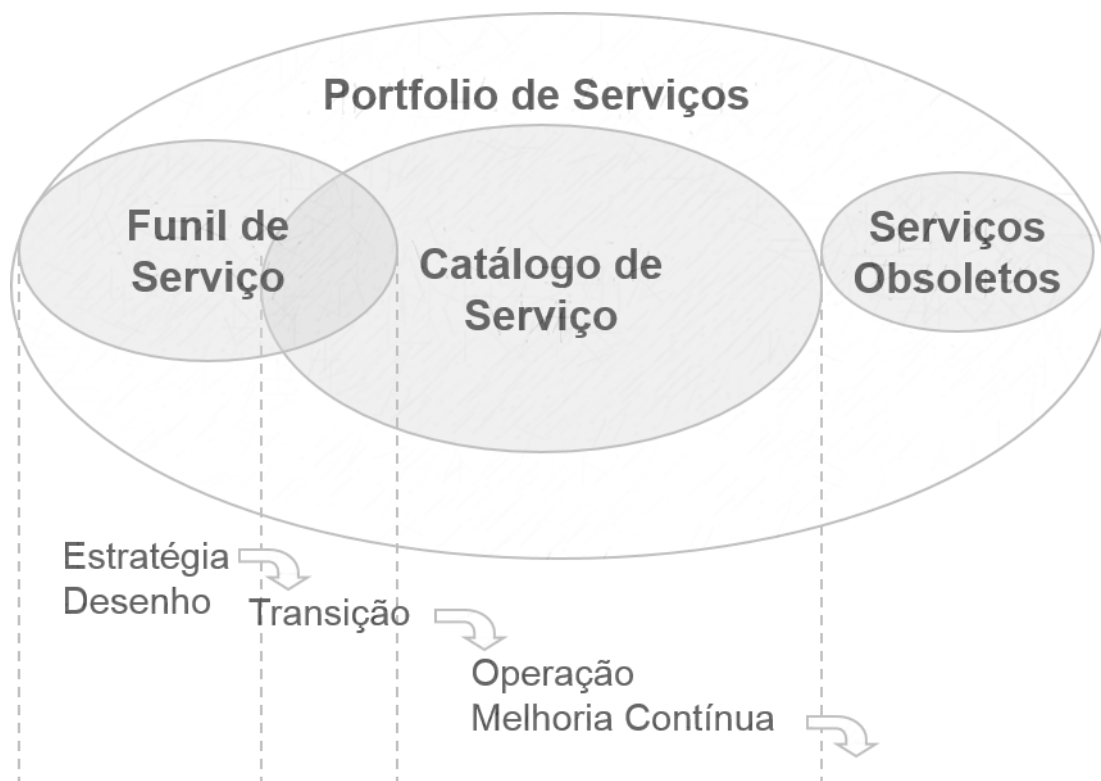 Portfolio de Serviços
Funil de
Serviço
Catálogo de
Serviço
Serviços
Obsoletos
Estratégia
Desenho
Transição
Operação
Melhoria Contínua